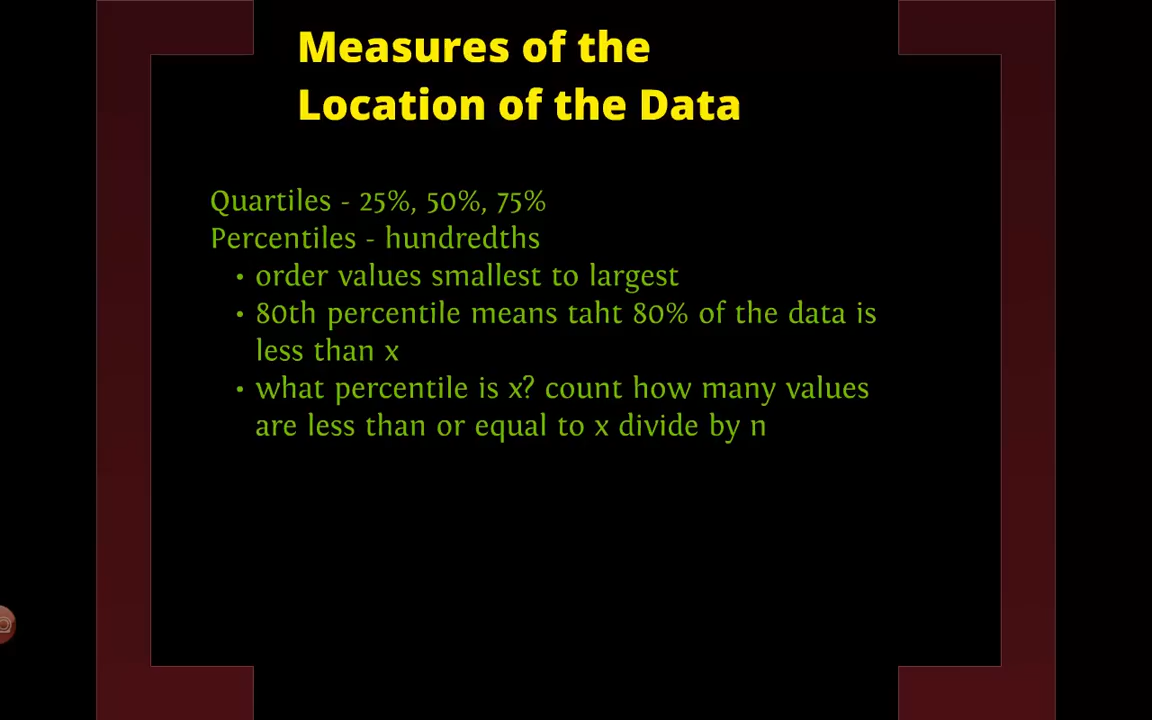 Measures of the
Location of the Data
Quartiles - 25%, 50%, 75%
Percentiles - hundredths
• order values smallest to largest
• 80th percentile means taht 80% of the data is
less than x
• what percentile is x? count how many values
are less than or equal to x divide by n